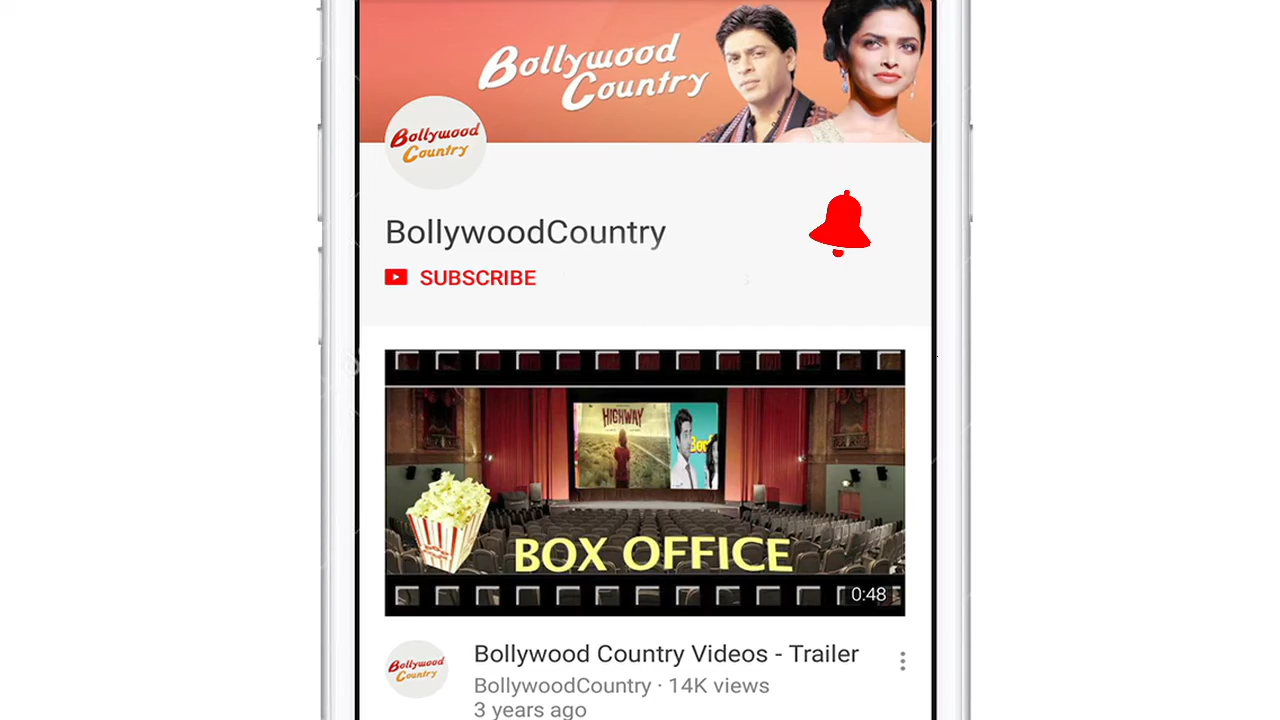 Bollywood
Country
Bollywood
Country
BollywoodCountry
SUBSCRIBE
HIGHWAY
BOX OFFICE
0:48
Bollywood Country Videos - Trailer
Bollywood
Country
BollywoodCountry · 14K views
3 years ago